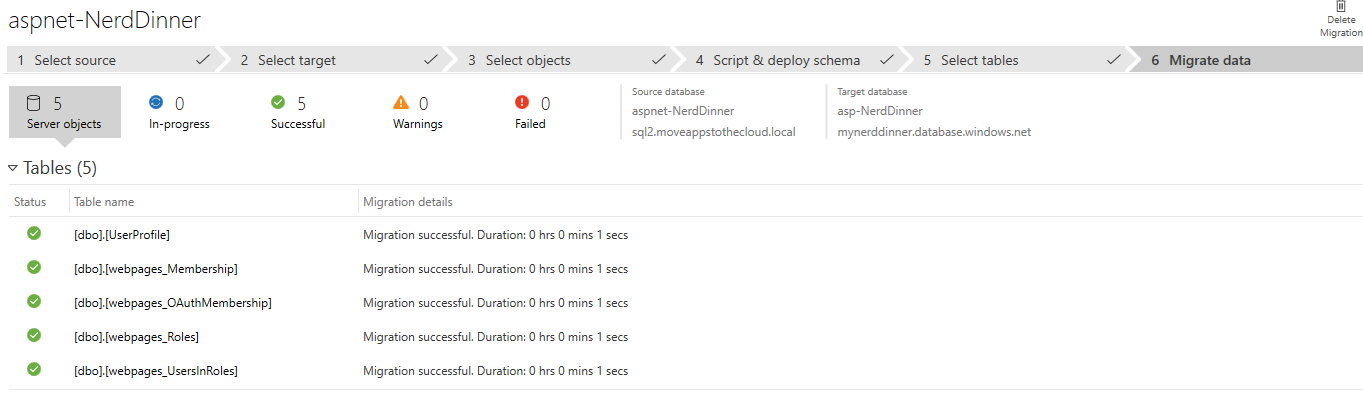 aspnet-NerdDinner
Delete
Migration
1 Select source
2 Select target
3 Select objects
4 Script & deploy schema
5 Select tables
6 Migrate data
5
Server objects
0
In-progress
5
Successful
0
Warnings
0
Failed
Source database
aspnet-NerdDinner
sql2.moveappstothecloud.local
Target database
asp-NerdDinner
mynerddinner.database.windows.net
Tables (5)
Status Table name Migration details
[dbo].[UserProfile] Migration successful. Duration: 0 hrs 0 mins 1 secs
[dbo].[webpages_Membership] Migration successful. Duration: 0 hrs 0 mins 1 secs
[dbo].[webpages_OAuthMembership] Migration successful. Duration: 0 hrs 0 mins 1 secs
[dbo].[webpages_Roles] Migration successful. Duration: 0 hrs 0 mins 1 secs
[dbo].[webpages_UsersInRoles] Migration successful. Duration: 0 hrs 0 mins 1 secs